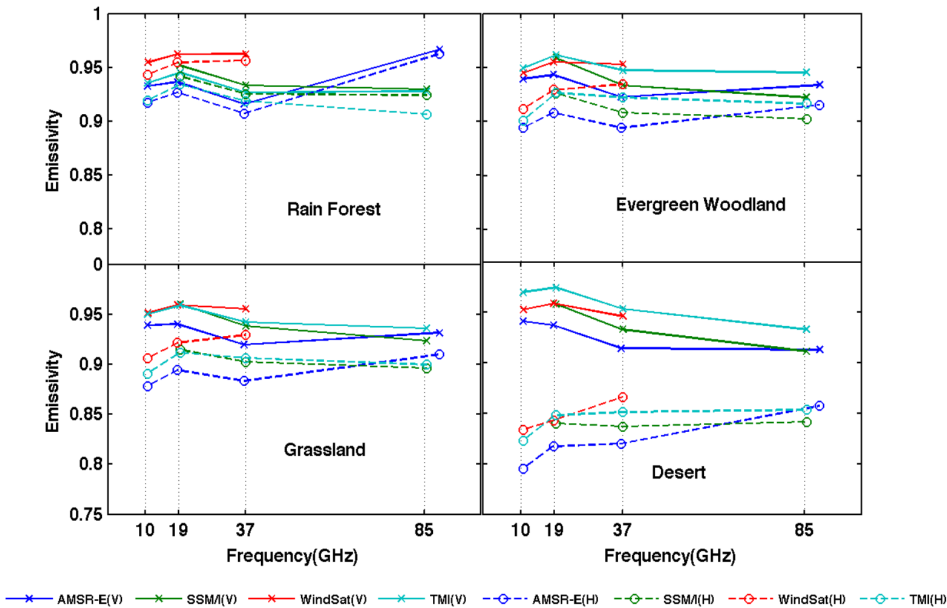 1
0.95
0.9
0.85
0.8
0
Emissivity
Rain Forest
Evergreen Woodland
0.95
0.9
0.85
0.8
0.75
Emissivity
Grassland
Desert
10 19 37 85
10 19 37 85
Frequency(GHz)
Frequency(GHz)
AMSR-E(V) SSM/I(V) WindSat(V) TMI(V) AMSR-E(H) SSM/I(H) WindSat(H) TMI(H)